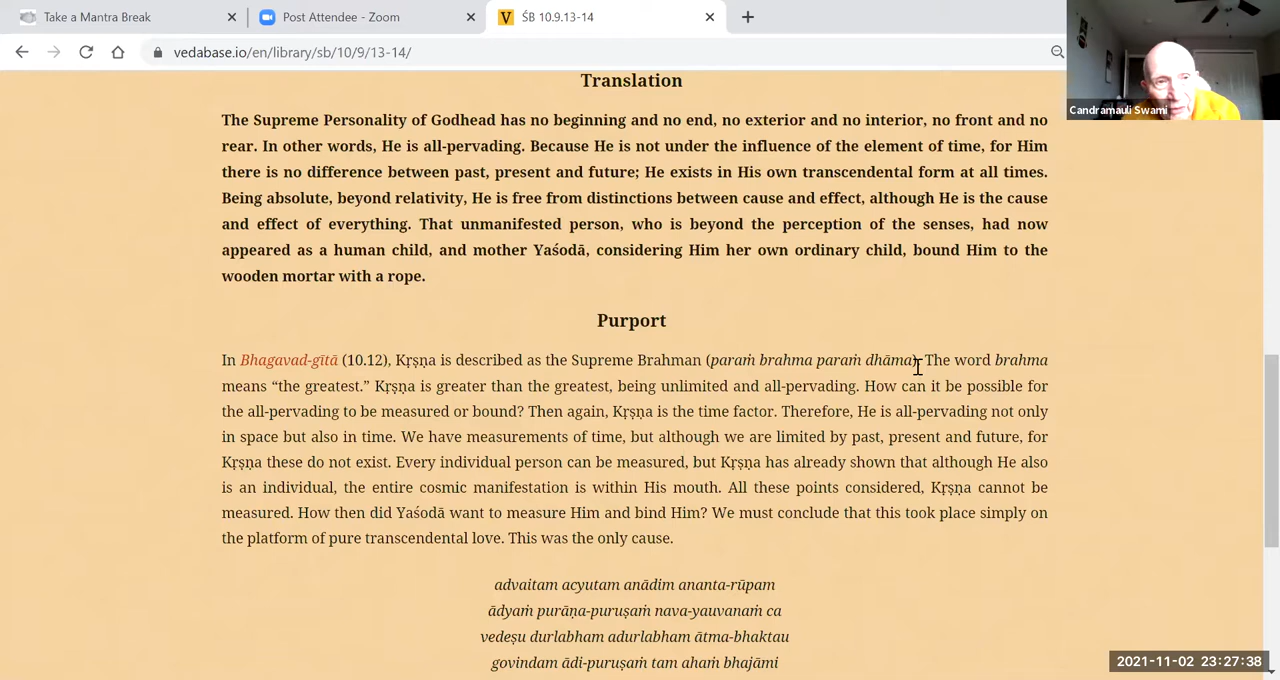 Take a Mantra Break
Post Attendee - Zoom
ŚB 10.9.13-14
vedabase.io/en/library/sb/10/9/13-14/
Candramauli Swami
Translation
The Supreme Personality of Godhead has no beginning and no end, no exterior and no interior, no front and no
rear. In other words, He is all-pervading. Because He is not under the influence of the element of time, for Him
there is no difference between past, present and future; He exists in His own transcendental form at all times.
Being absolute, beyond relativity, He is free from distinctions between cause and effect, although He is the cause
and effect of everything. That unmanifested person, who is beyond the perception of the senses, had now
appeared as a human child, and mother Yaśodā, considering Him her own ordinary child, bound Him to the
wooden mortar with a rope.
Purport
In Bhagavad-gītā (10.12), Kṛṣṇa is described as the Supreme Brahman (paraṁ brahma paraṁ dhāma). The word brahma
means “the greatest.” Kṛṣṇa is greater than the greatest, being unlimited and all-pervading. How can it be possible for
the all-pervading to be measured or bound? Then again, Kṛṣṇa is the time factor. Therefore, He is all-pervading not only
in space but also in time. We have measurements of time, but although we are limited by past, present and future, for
Kṛṣṇa these do not exist. Every individual person can be measured, but Kṛṣṇa has already shown that although He also
is an individual, the entire cosmic manifestation is within His mouth. All these points considered, Kṛṣṇa cannot be
measured. How then did Yaśodā want to measure Him and bind Him? We must conclude that this took place simply on
the platform of pure transcendental love. This was the only cause.
advaitam acyutam anādim ananta-rūpam
ādyaṁ purāṇa-puruṣaṁ nava-yauvanaṁ ca
vedeṣu durlabham adurlabham ātma-bhaktau
govindam ādi-puruṣaṁ tam ahaṁ bhajāmi
2021-11-02 23:27:38